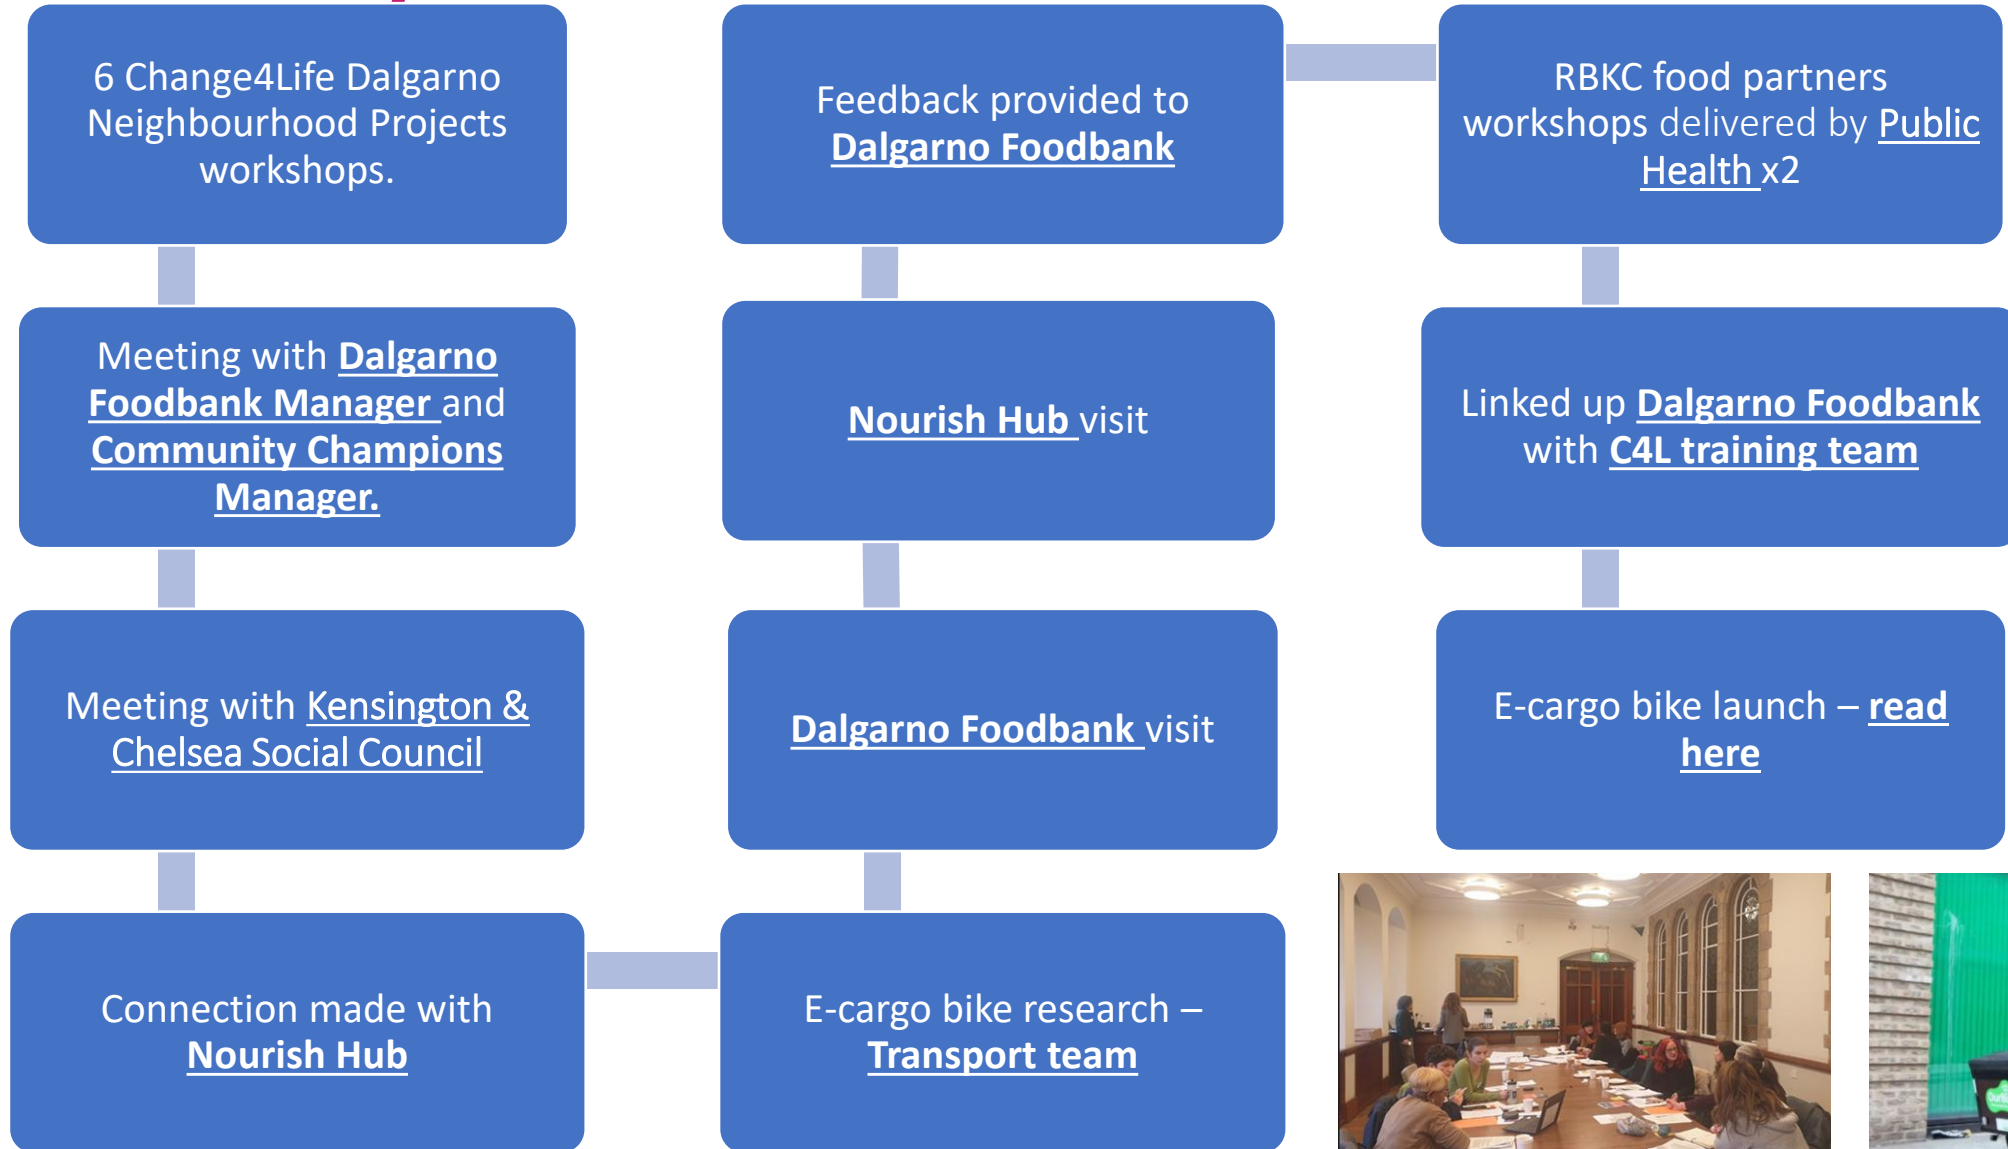 6 Change4Life Dalgarno
Neighbourhood Projects
workshops.
Meeting with Dalgarno
Foodbank Manager and
Community Champions
Manager.
Meeting with Kensington &
Chelsea Social Council
Connection made with
Nourish Hub
E-cargo bike research –
Transport team
Dalgarno Foodbank visit
Nourish Hub visit
Feedback provided to
Dalgarno Foodbank
RBKC food partners
workshops delivered by Public
Health x2
Linked up Dalgarno Foodbank
with C4L training team
E-cargo bike launch – read
here